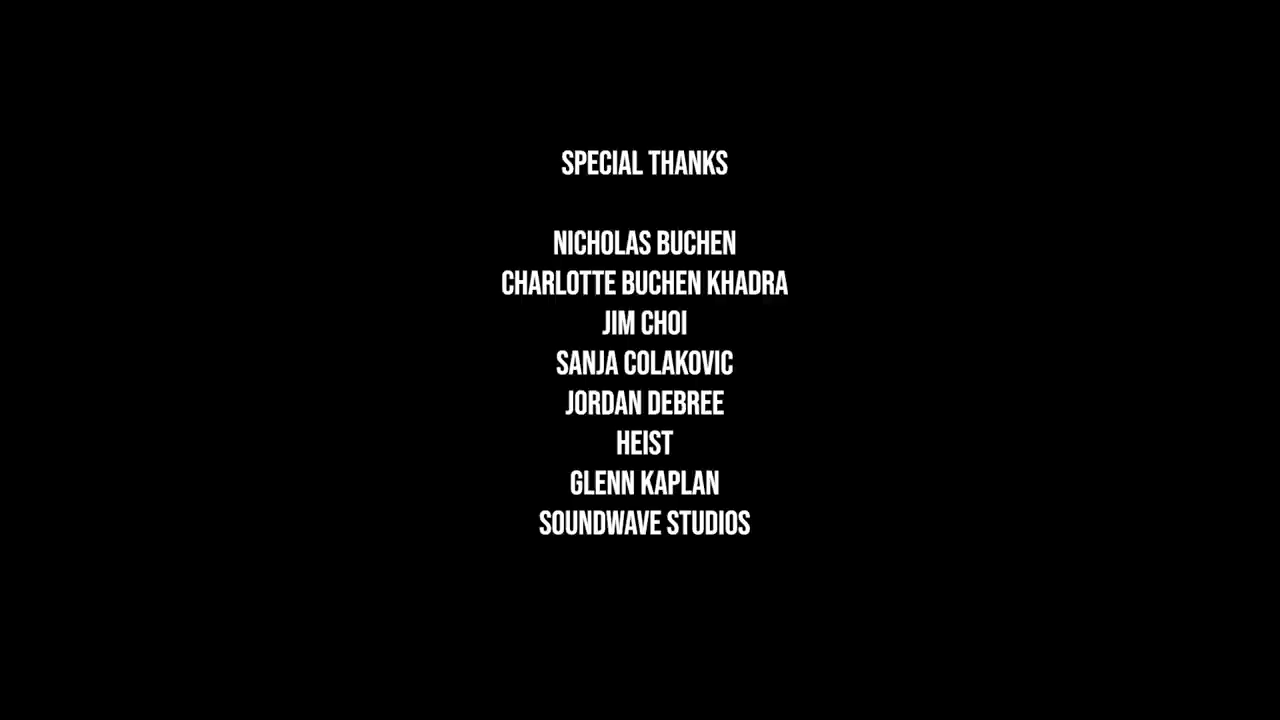 SPECIAL THANKS
NICHOLAS BUCHEN
CHARLOTTE BUCHEN KHADRA
JIM CHOI
SANJA COLAKOVIC
JORDAN DEBREE
HEIST
GLENN KAPLAN
SOUNDWAVE STUDIOS